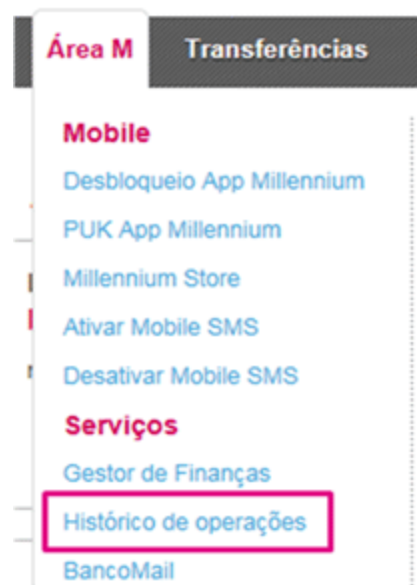 Área M Transferências
Mobile
Desbloqueio App Millennium
PUK App Millennium
Millennium Store
Ativar Mobile SMS
Desativar Mobile SMS
Serviços
Gestor de Finanças
Histórico de operações
BancoMail